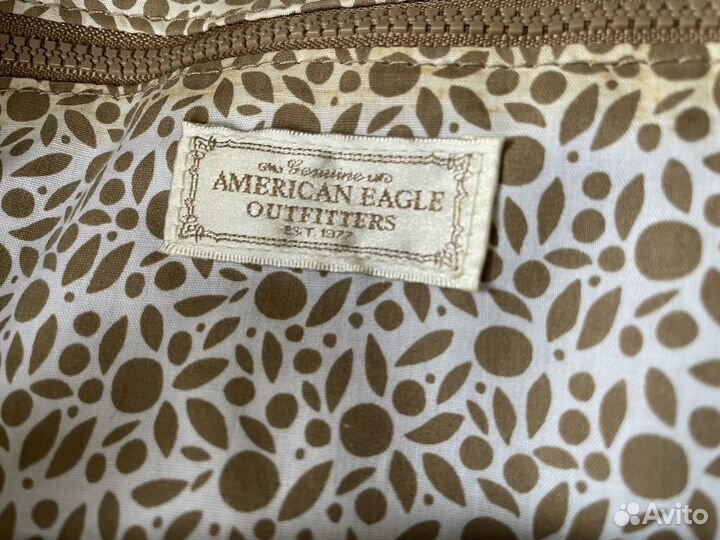 Genuine
AMERICAN EAGLE
OUTFITTERS
EST. 1977
Avito